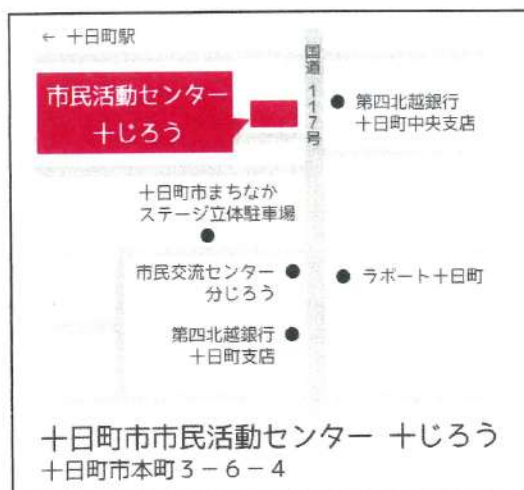 ← 十日町駅
国道117号
市民活動センター
十じろう
第四北越銀行
十日町中央支店
十日町市まちなか
ステージ立体駐車場
市民交流センター
分じろう
ラポート十日町
第四北越銀行
十日町支店
十日町市市民活動センター 十じろう
十日町市本町3-6-4